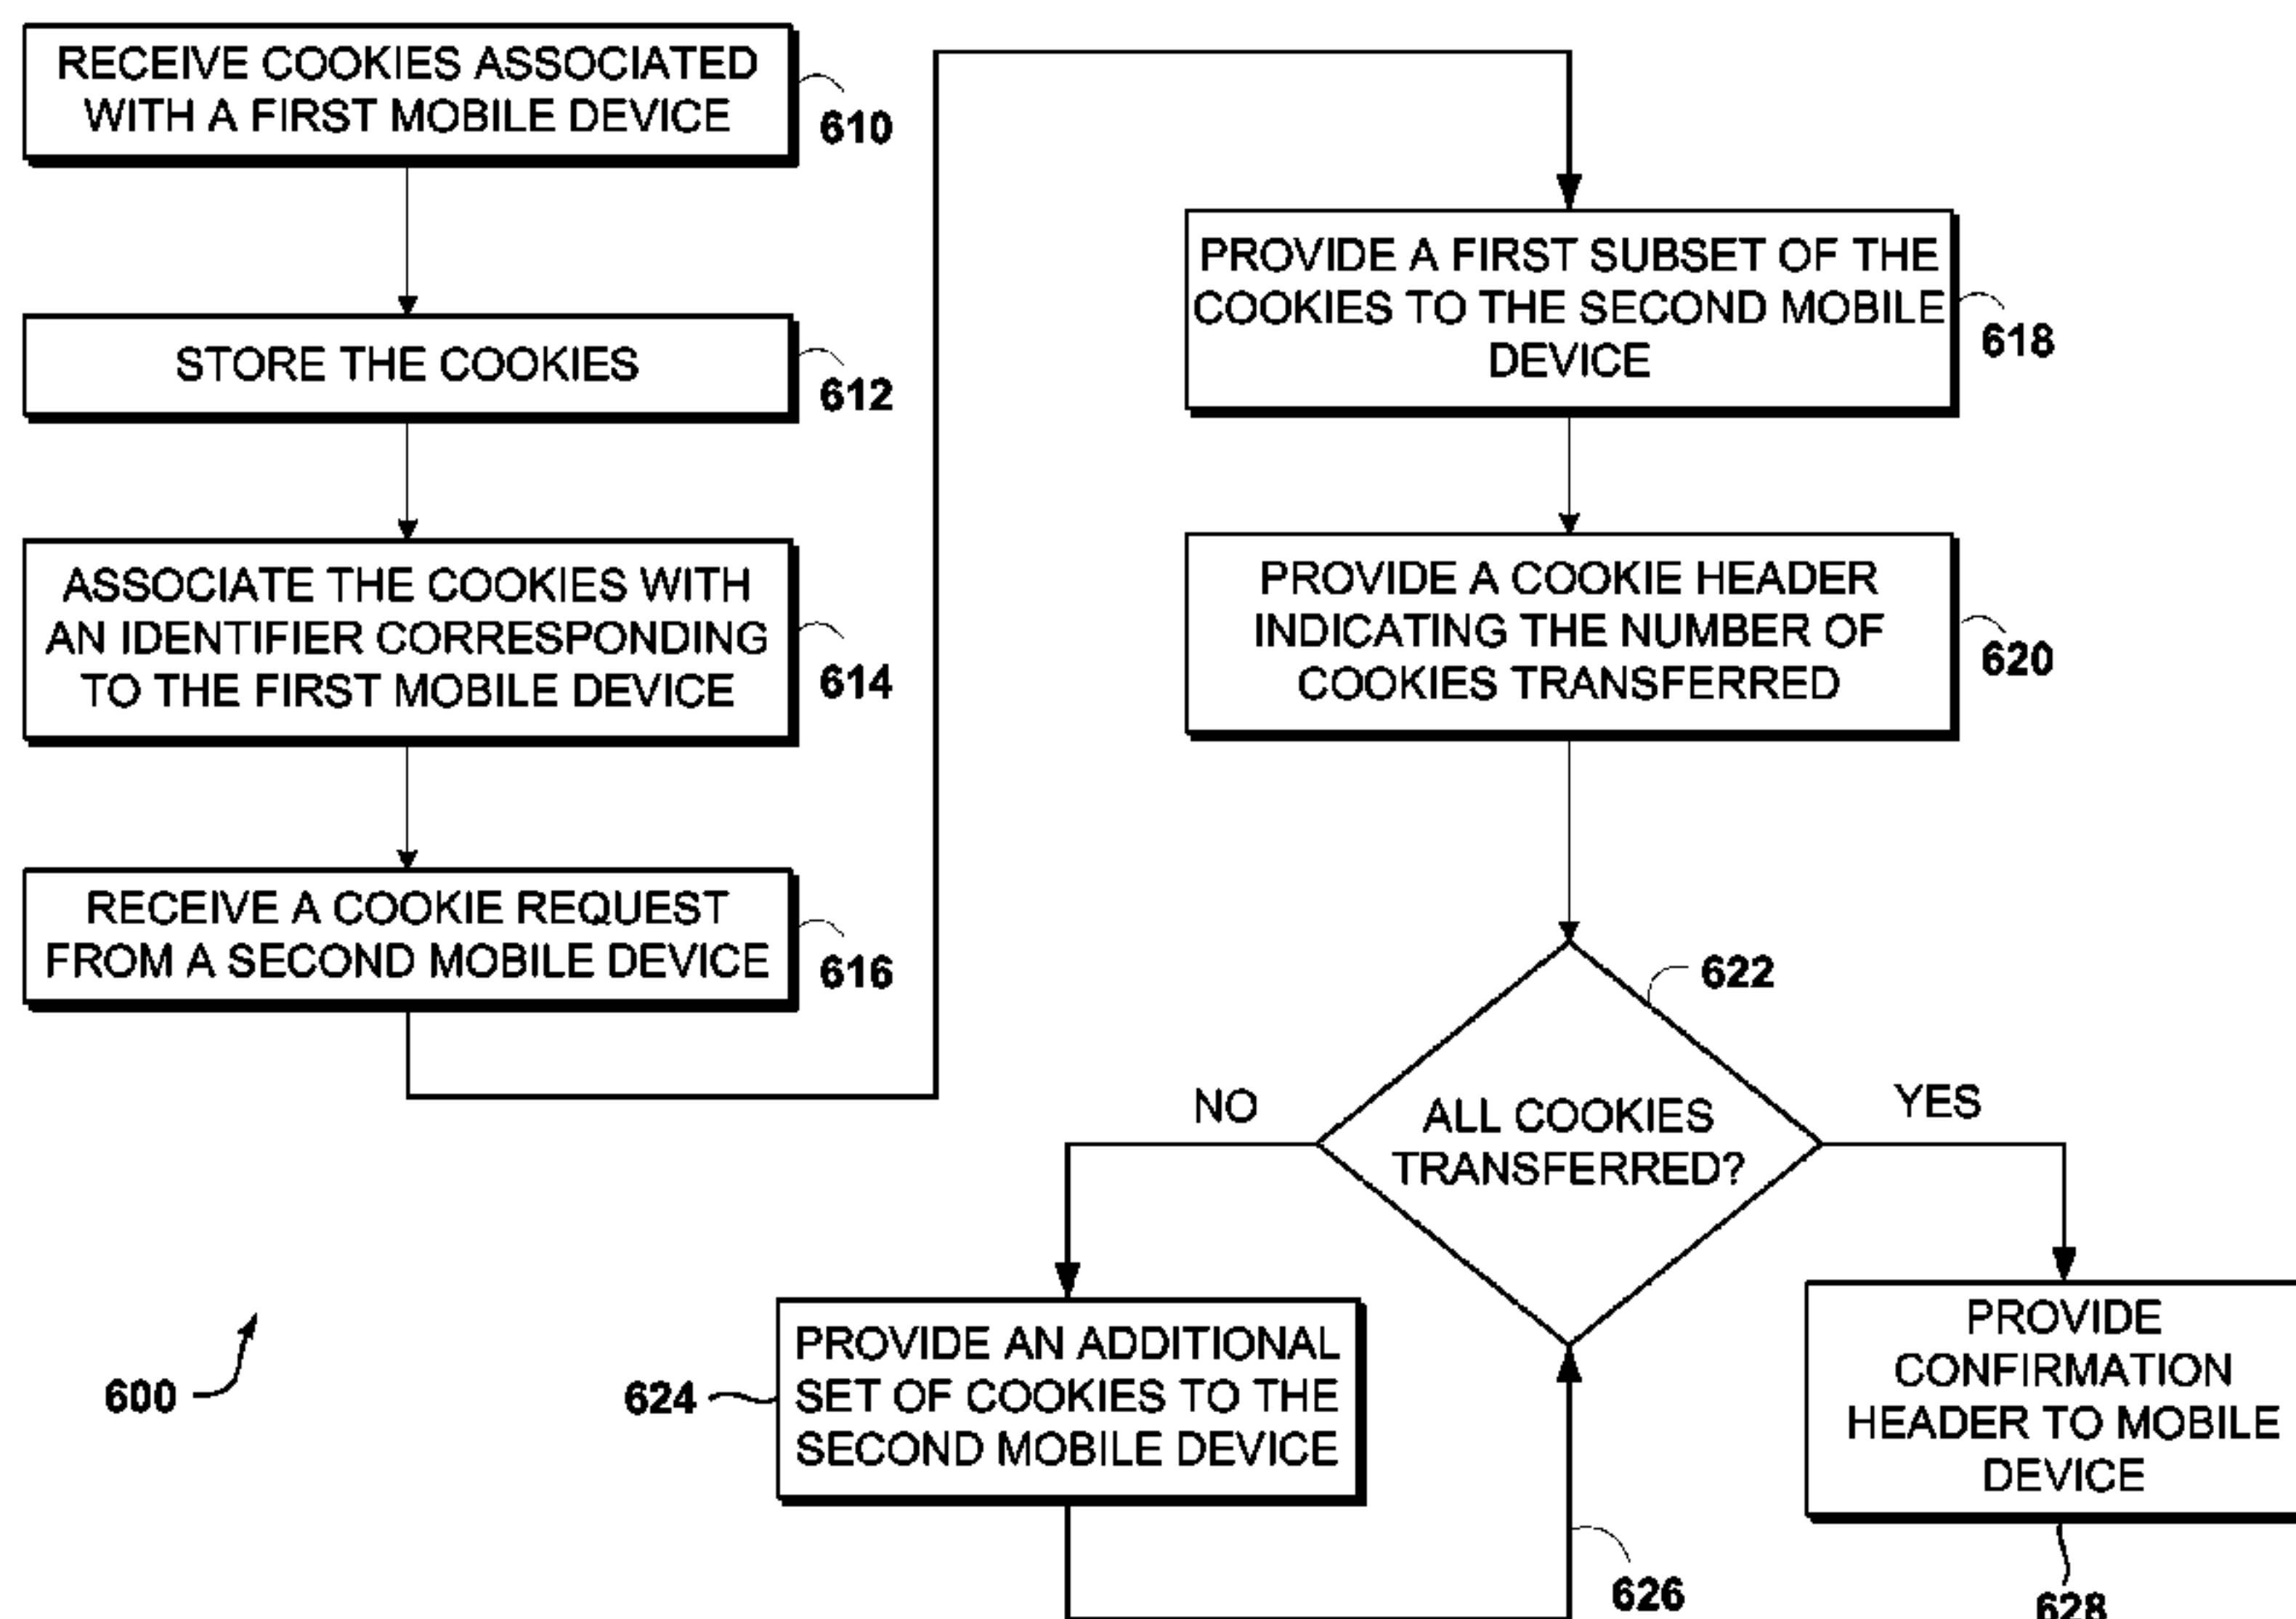 RECEIVE COOKIES ASSOCIATED
WITH A FIRST MOBILE DEVICE
610
STORE THE COOKIES
612
ASSOCIATE THE COOKIES WITH
AN IDENTIFIER CORRESPONDING
TO THE FIRST MOBILE DEVICE
614
RECEIVE A COOKIE REQUEST
FROM A SECOND MOBILE DEVICE
616
PROVIDE A FIRST SUBSET OF THE
COOKIES TO THE SECOND MOBILE
DEVICE
618
PROVIDE A COOKIE HEADER
INDICATING THE NUMBER OF
COOKIES TRANSFERRED
620
622
ALL COOKIES
TRANSFERRED?
NO
YES
PROVIDE AN ADDITIONAL
SET OF COOKIES TO THE
SECOND MOBILE DEVICE
624
626
PROVIDE
CONFIRMATION
HEADER TO MOBILE
DEVICE
628
600